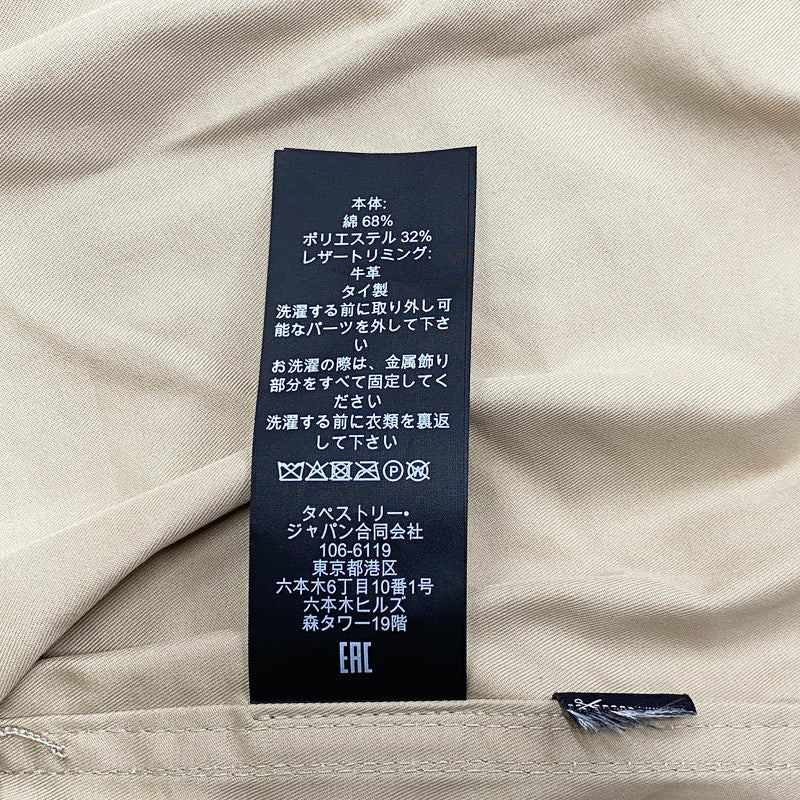 本体:
綿 68%
ポリエステル 32%
レザートリミング:
牛革
タイ製
洗濯する前に取り外し可
能なパーツを外して下さ
い
お洗濯の際は、金属飾り
部分をすべて固定してく
ださい
洗濯する前に衣類を裏返
して下さい
P W
タペストリー•
ジャパン合同会社
106-6119
東京都港区
六本木6丁目10番1号
六本木ヒルズ
森タワー19階
EAC